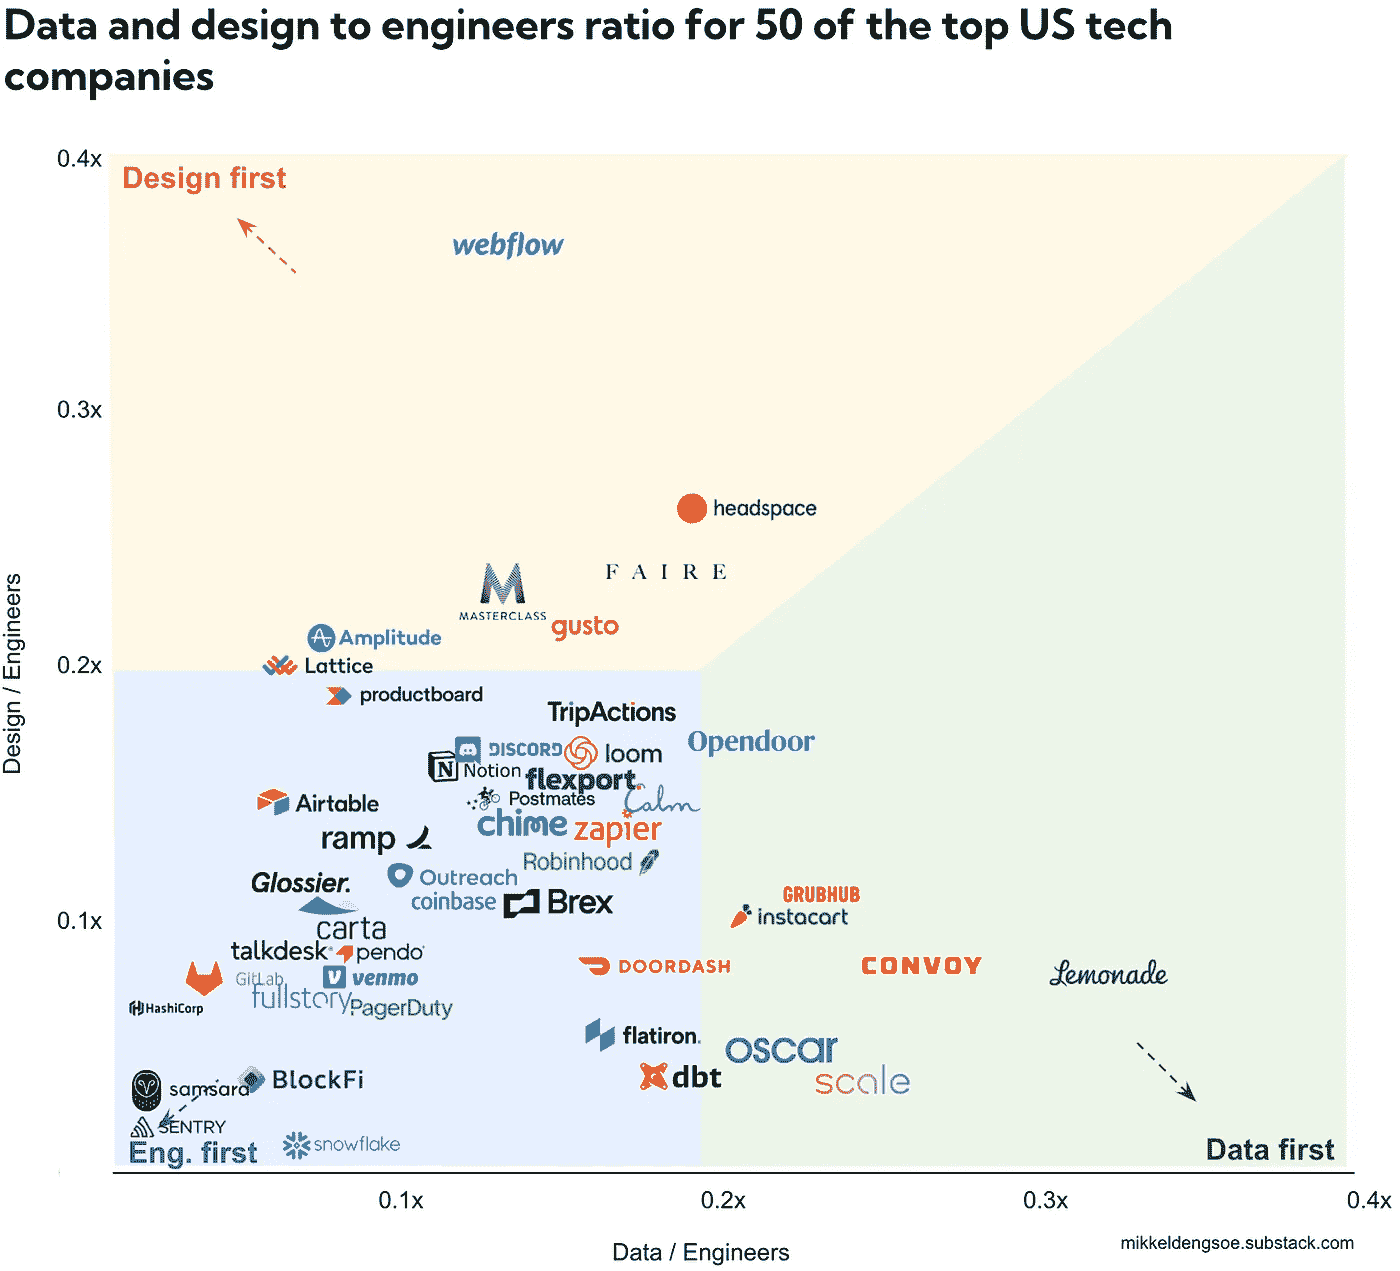 Data and design to engineers ratio for 50 of the top US tech
companies
0.4x
Design first
webflow
0.3x
headspace
FAIRE
MASTERCLASS
gusto
Amplitude
0.2x
Lattice
productboard
TripActions
Opendoor
DISCORD
loom
Notion
flexport.
Postmates
Calm
Airtable
chime
zapier
ramp
Robinhood
Glossier.
Outreach
coinbase
Brex
GRUBHUB
instacart
0.1x
carta
talkdesk
pendo
DOORDASH
CONVOY
Lemonade
GitLab
venmo
fullstory
PagerDuty
HashiCorp
flatiron.
oscar
dbt
scale
samsara
BlockFi
SENTRY
Eng. first
snowflake
Data first
0.1x
0.2x
0.3x
0.4x
Design / Engineers
Data / Engineers
mikkeldengsoe.substack.com